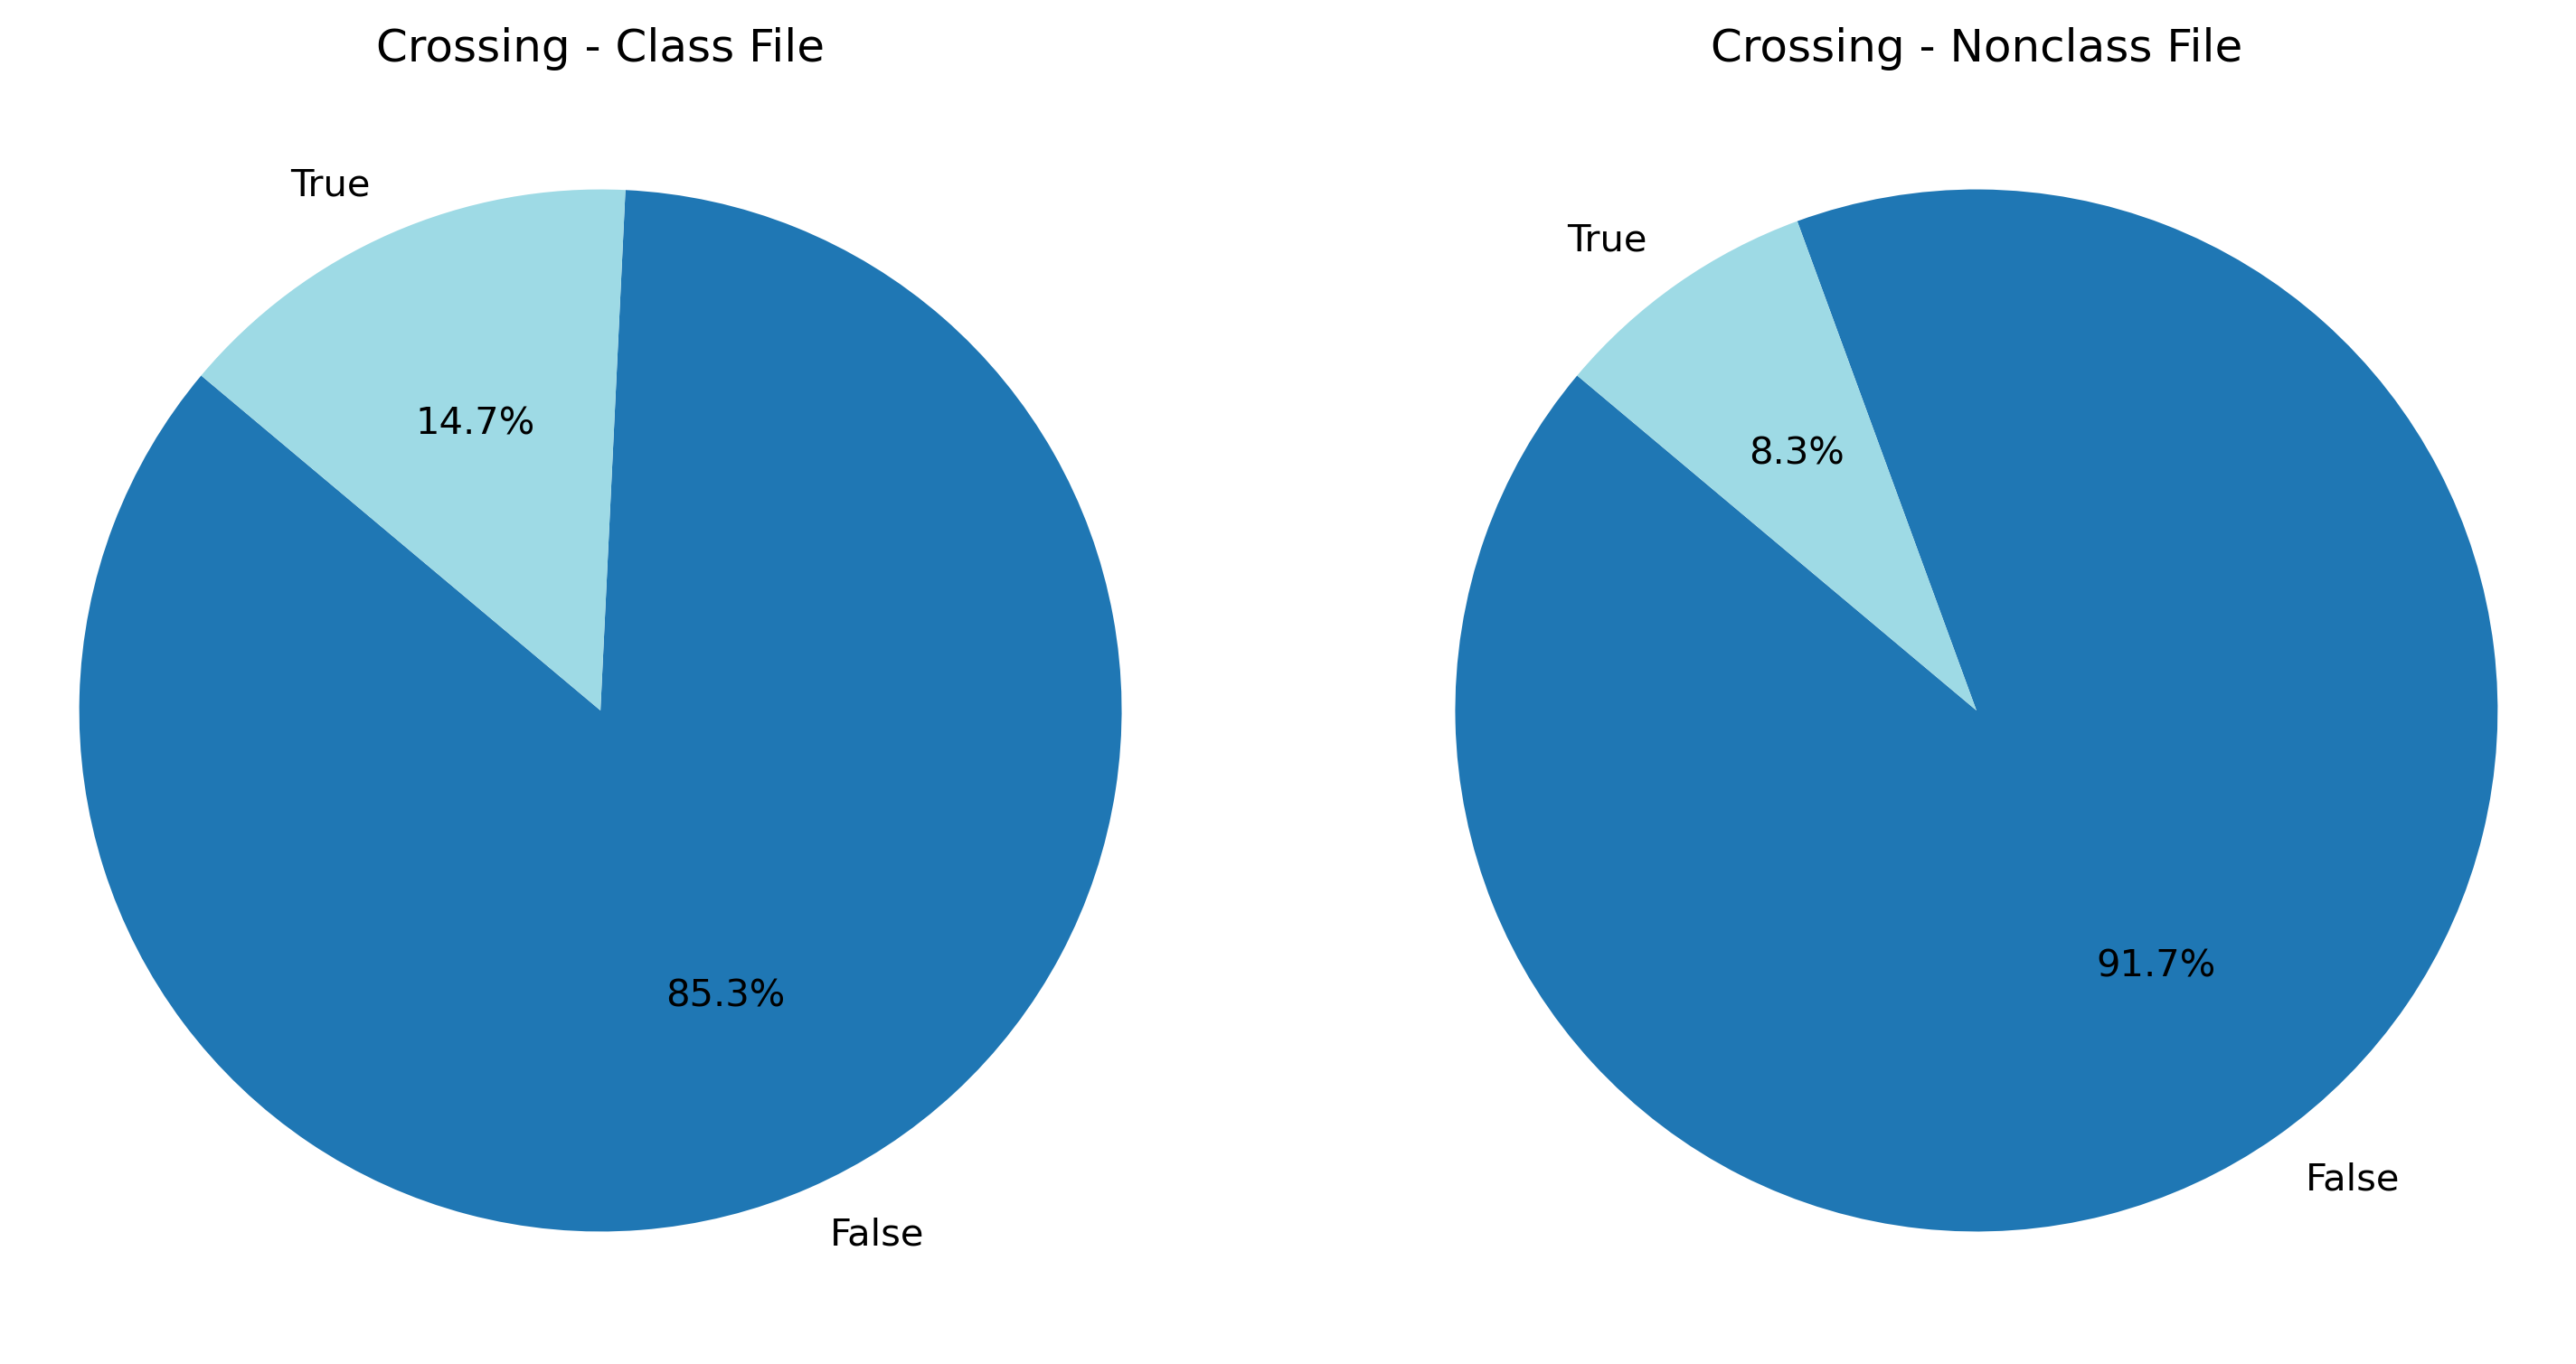 Crossing - Class File
True
14.7%
85.3%
False
Crossing - Nonclass File
True
8.3%
91.7%
False